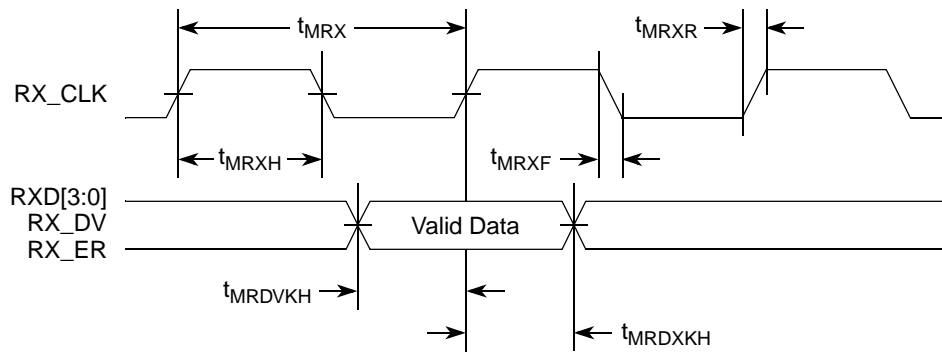 tMRX
tMRXR
RX_CLK
tMRXH
tMRXF
RXD[3:0]
RX_DV
Valid Data
RX_ER
tMRDVKH
tMRDXKH